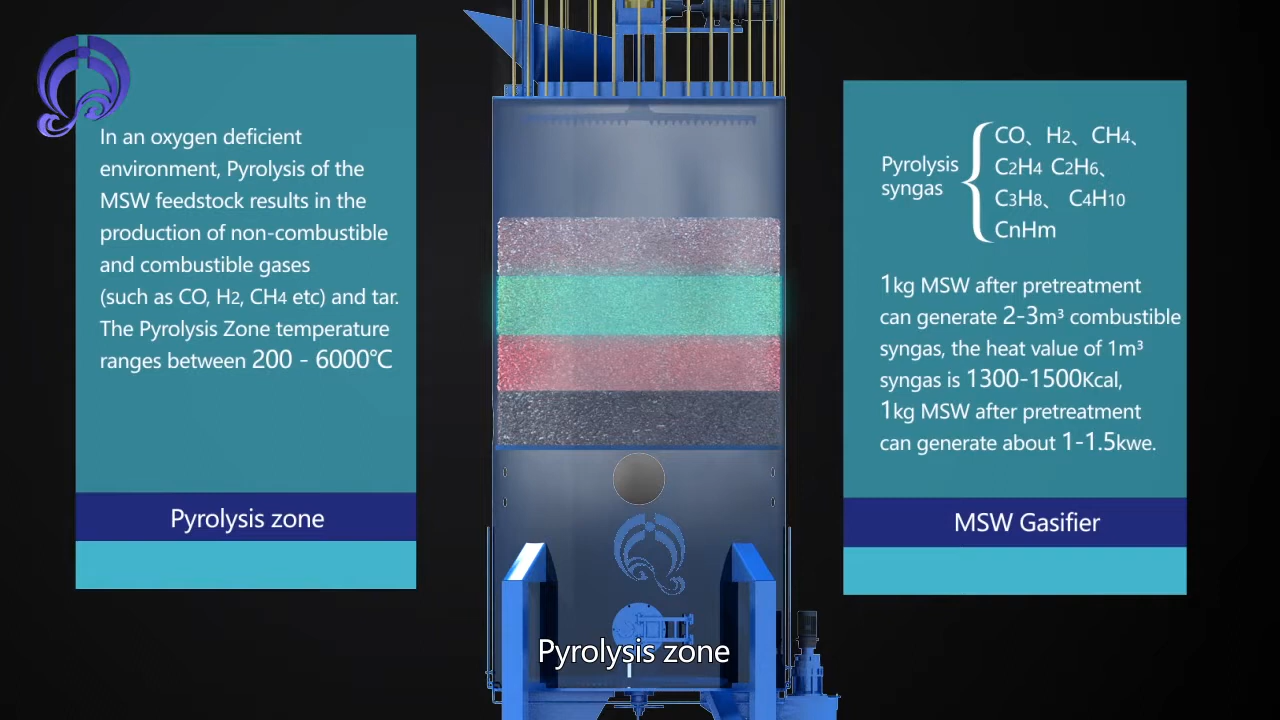 In an oxygen deficient
environment, Pyrolysis of the
MSW feedstock results in the
production of non-combustible
and combustible gases
(such as CO, H2, CH4 etc) and tar.
The Pyrolysis Zone temperature
ranges between 200 - 6000℃
Pyrolysis zone
Pyrolysis
syngas
CO、H2、CH4、
C2H4 C2H6、
C3H8、 C4H10
CnHm
1kg MSW after pretreatment
can generate 2-3m³ combustible
syngas, the heat value of 1m³
syngas is 1300-1500Kcal,
1kg MSW after pretreatment
can generate about 1-1.5kwe.
MSW Gasifier
Pyrolysis zone